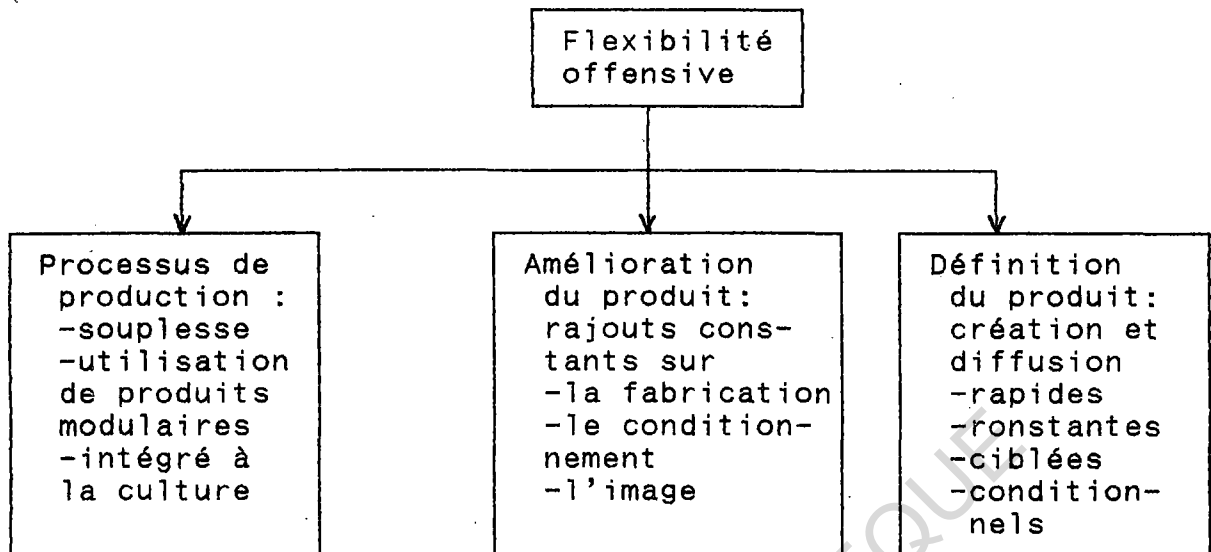 Flexibilité
offensive
Processus de
production :
-souplesse
-utilisation
de produits
modulaires
-intégré à
la culture
Amélioration
du produit:
rajouts cons-
tants sur
-la fabrication
-le condition-
nement
-l'image
Définition
du produit:
création et
diffusion
-rapides
-ronstantes
-ciblées
-condition-
nels